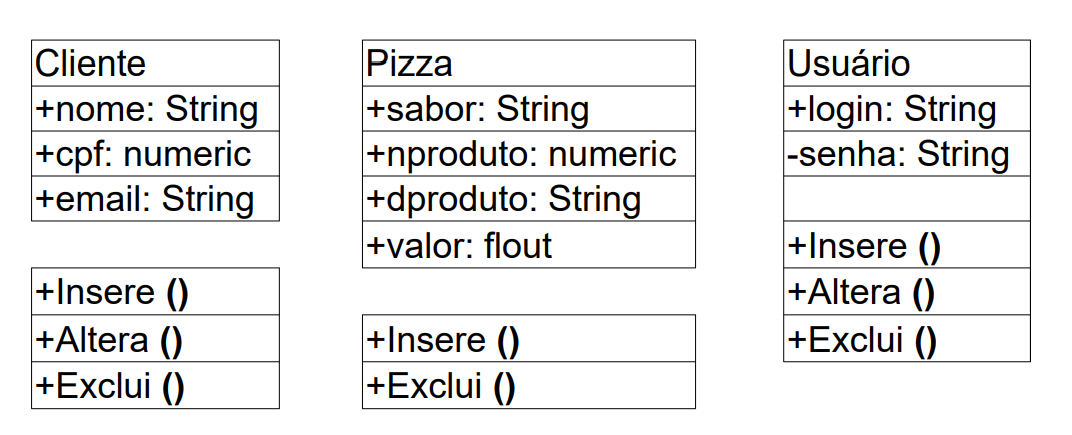 Cliente
+nome: String
+cpf: numeric
+email: String
+Insere ()
+Altera ()
+Exclui ()
Pizza
+sabor: String
+nproduto: numeric
+dproduto: String
+valor: flout
+Insere ()
+Exclui ()
Usuário
+login: String
-senha: String
+Insere ()
+Altera ()
+Exclui ()